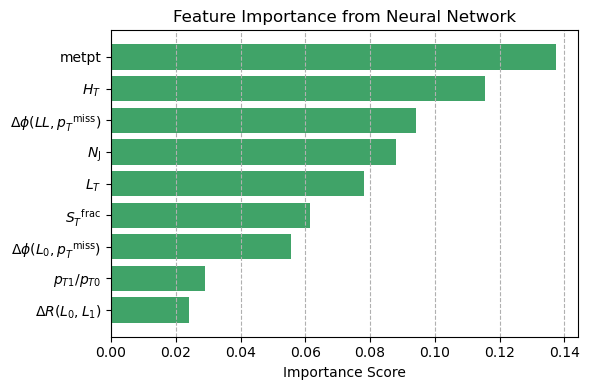 Feature Importance from Neural Network
metpt
H_T
Δϕ(LL, p_T^miss)
N_J
L_T
S_T^frac
Δϕ(L_0, p_T^miss)
p_T1/p_T0
ΔR(L_0, L_1)
0.00 0.02 0.04 0.06 0.08 0.10 0.12 0.14
Importance Score